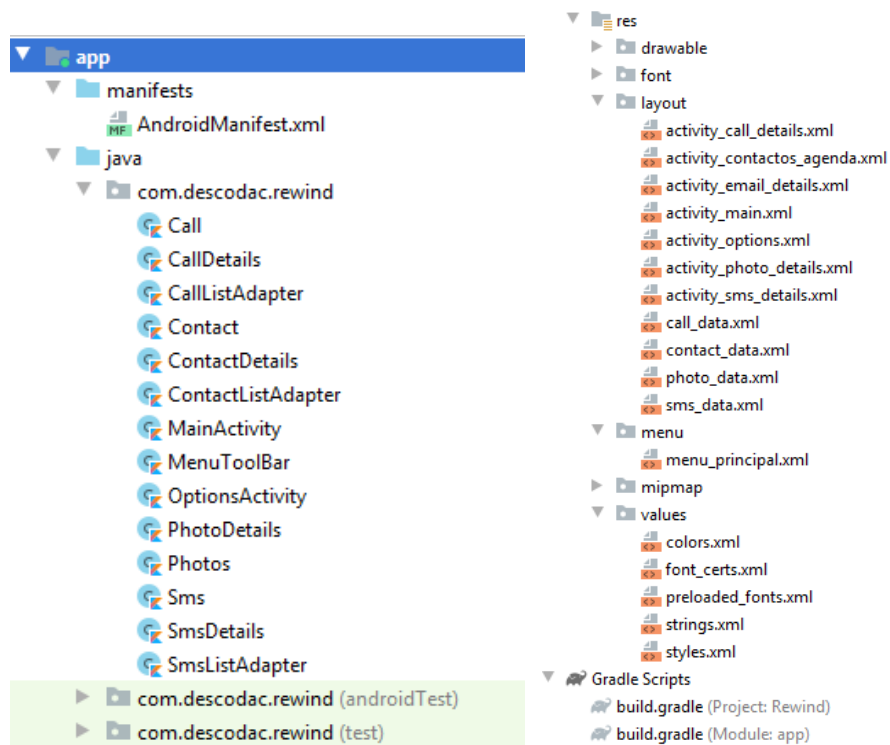 app
manifests
MF AndroidManifest.xml
java
com.descodac.rewind
Call
CallDetails
CallListAdapter
Contact
ContactDetails
ContactListAdapter
MainActivity
MenuToolBar
OptionsActivity
PhotoDetails
Photos
Sms
SmsDetails
SmsListAdapter
com.descodac.rewind (androidTest)
com.descodac.rewind (test)
res
drawable
font
layout
activity_call_details.xml
activity_contactos_agenda.xml
activity_email_details.xml
activity_main.xml
activity_options.xml
activity_photo_details.xml
activity_sms_details.xml
call_data.xml
contact_data.xml
photo_data.xml
sms_data.xml
menu
menu_principal.xml
mipmap
values
colors.xml
font_certs.xml
preloaded_fonts.xml
strings.xml
styles.xml
Gradle Scripts
build.gradle (Project: Rewind)
build.gradle (Module: app)